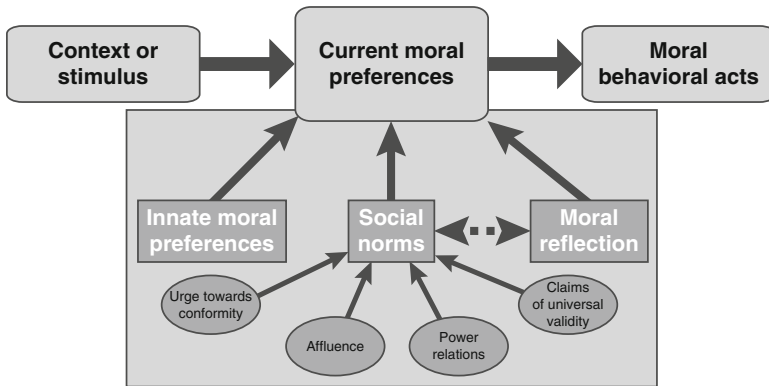 Context or
stimulus
Current moral
preferences
Moral
behavioral acts
Innate moral
preferences
Social
norms
Moral
reflection
Urge towards
conformity
Affluence
Power
relations
Claims
of universal
validity